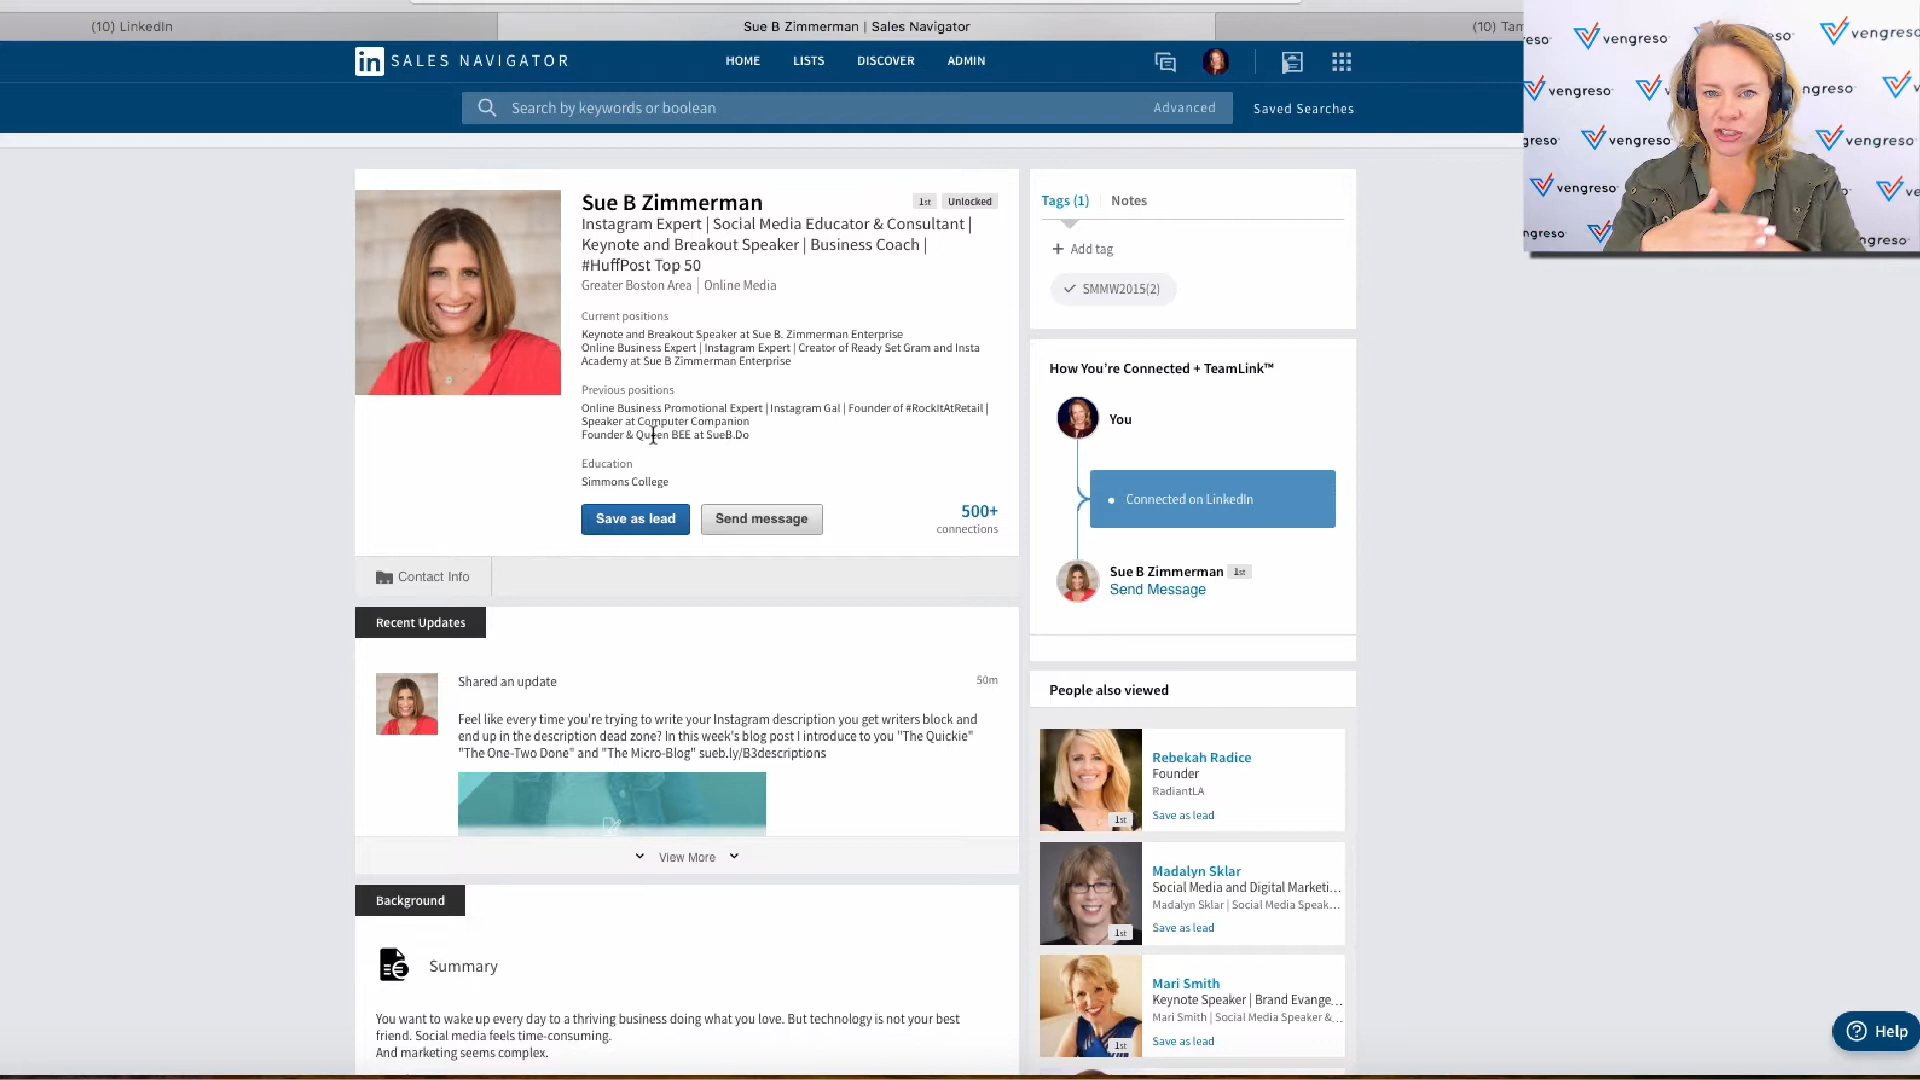 (10) LinkedIn
Sue B Zimmerman | Sales Navigator
in SALES NAVIGATOR
HOME
LISTS
DISCOVER
ADMIN
Search by keywords or boolean
Advanced
Saved Searches
vengreso
vengreso
vengreso
vengreso
vengreso
vengreso
Sue B Zimmerman
1st
Unlocked
Instagram Expert | Social Media Educator & Consultant |
Keynote and Breakout Speaker | Business Coach |
#HuffPost Top 50
Greater Boston Area | Online Media
Current positions
Keynote and Breakout Speaker at Sue B. Zimmerman Enterprise
Online Business Expert | Instagram Expert | Creator of Ready Set Gram and Insta
Academy at Sue B Zimmerman Enterprise
Previous positions
Online Business Promotional Expert | Instagram Gal | Founder of #RockItAtRetail |
Speaker at Computer Companion
Founder & Queen BEE at SueB.Do
Education
Simmons College
Save as lead
Send message
500+
connections
Contact Info
Recent Updates
Shared an update
50m
Feel like every time you're trying to write your Instagram description you get writers block and
end up in the description dead zone? In this week's blog post I introduce to you "The Quickie"
"The One-Two Done" and "The Micro-Blog" sueb.ly/B3descriptions
View More
Background
Summary
You want to wake up every day to a thriving business doing what you love. But technology is not your best
friend. Social media feels time-consuming.
And marketing seems complex.
Tags (1)
Notes
+ Add tag
SMMW2015(2)
How You're Connected + TeamLink™
You
Connected on LinkedIn
Sue B Zimmerman 1st
Send Message
People also viewed
Rebekah Radice
Founder
RadiantLA
1st
Save as lead
Madalyn Sklar
Social Media and Digital Marketi...
Madalyn Sklar | Social Media Speak...
1st
Save as lead
Mari Smith
Keynote Speaker | Brand Evange...
Mari Smith | Social Media Speaker &...
1st
Save as lead
Help